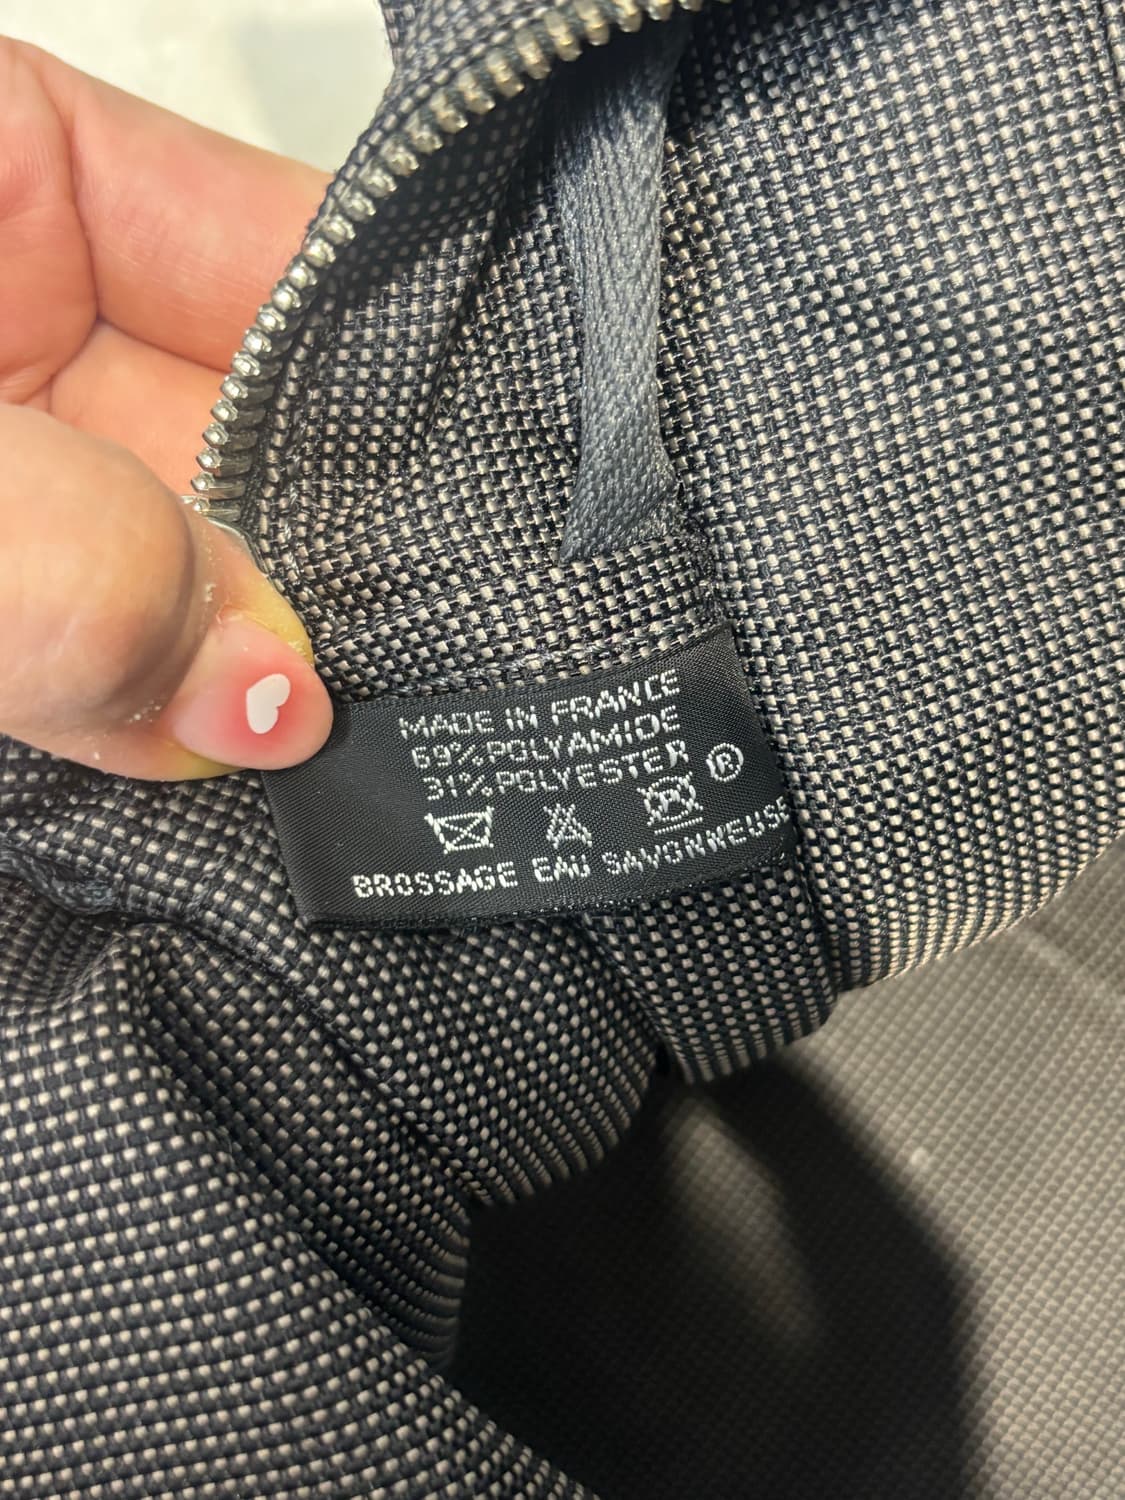 MADE IN FRANCE
69%POLYAMIDE
31%POLYESTER ®
BROSSAGE EAU SAVONNEUSE